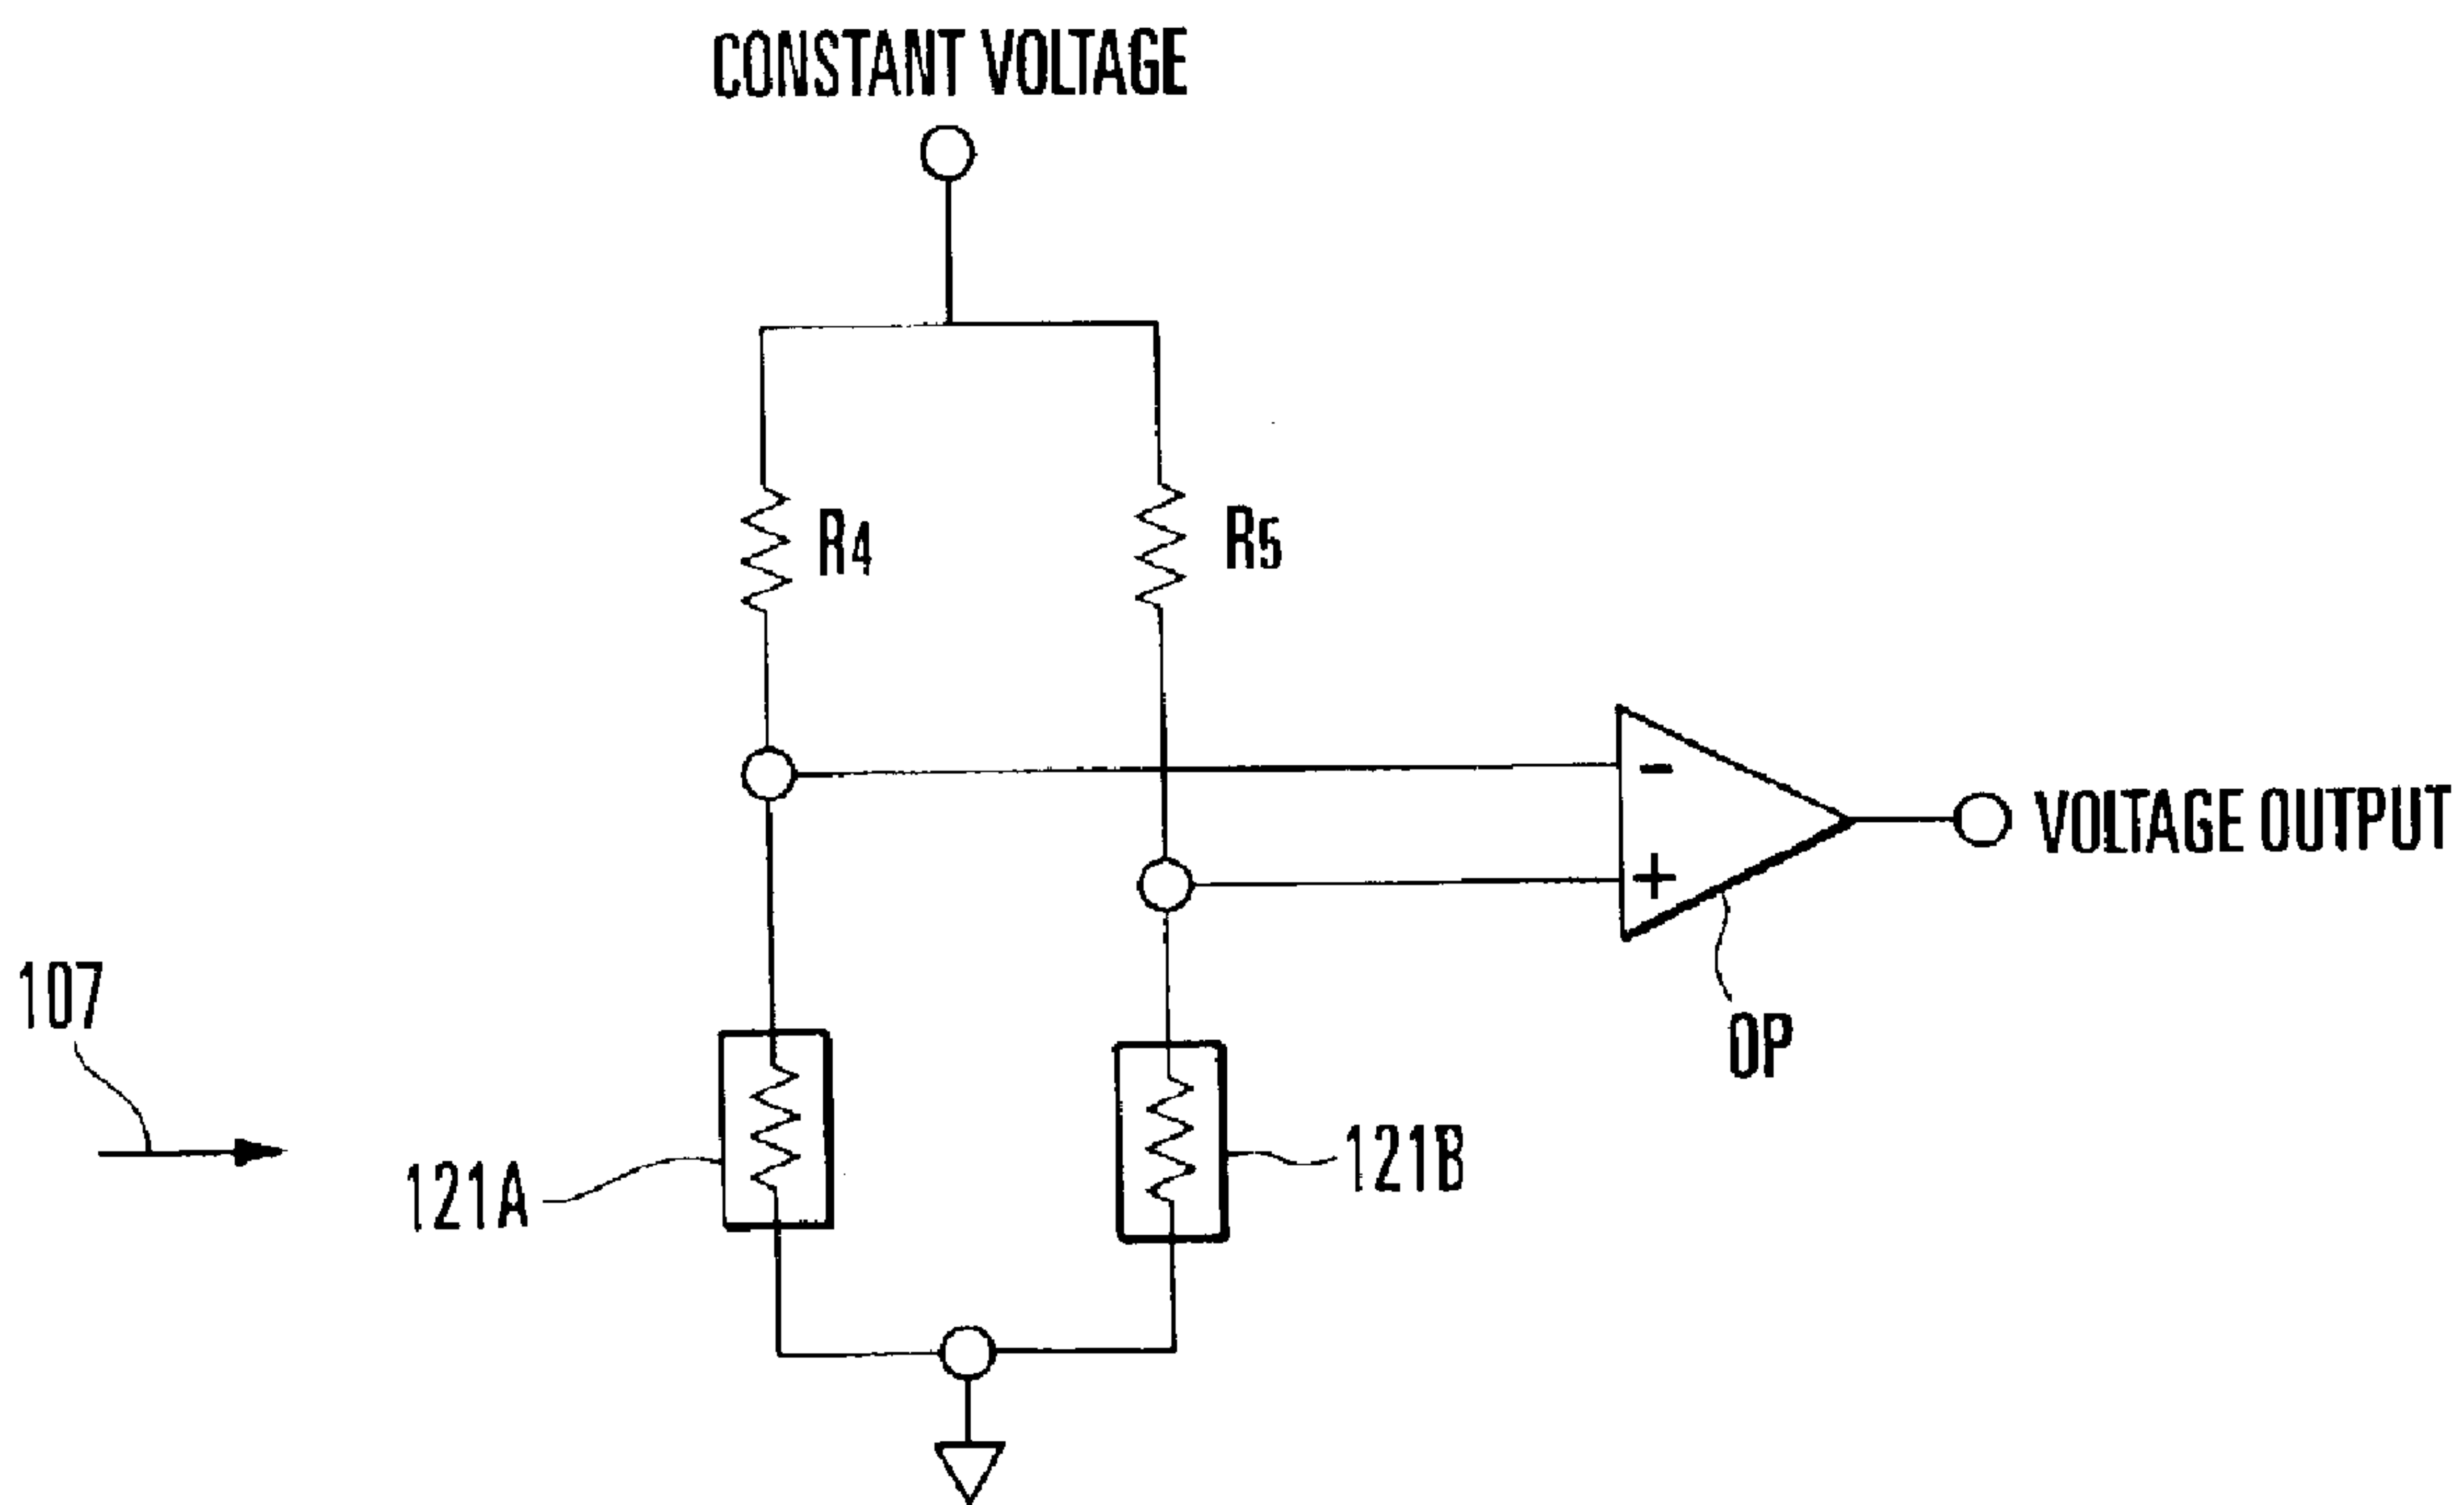 CONSTANT VOLTAGE
R4
R5
-
+
VOLTAGE OUTPUT
OP
107
121A
121B